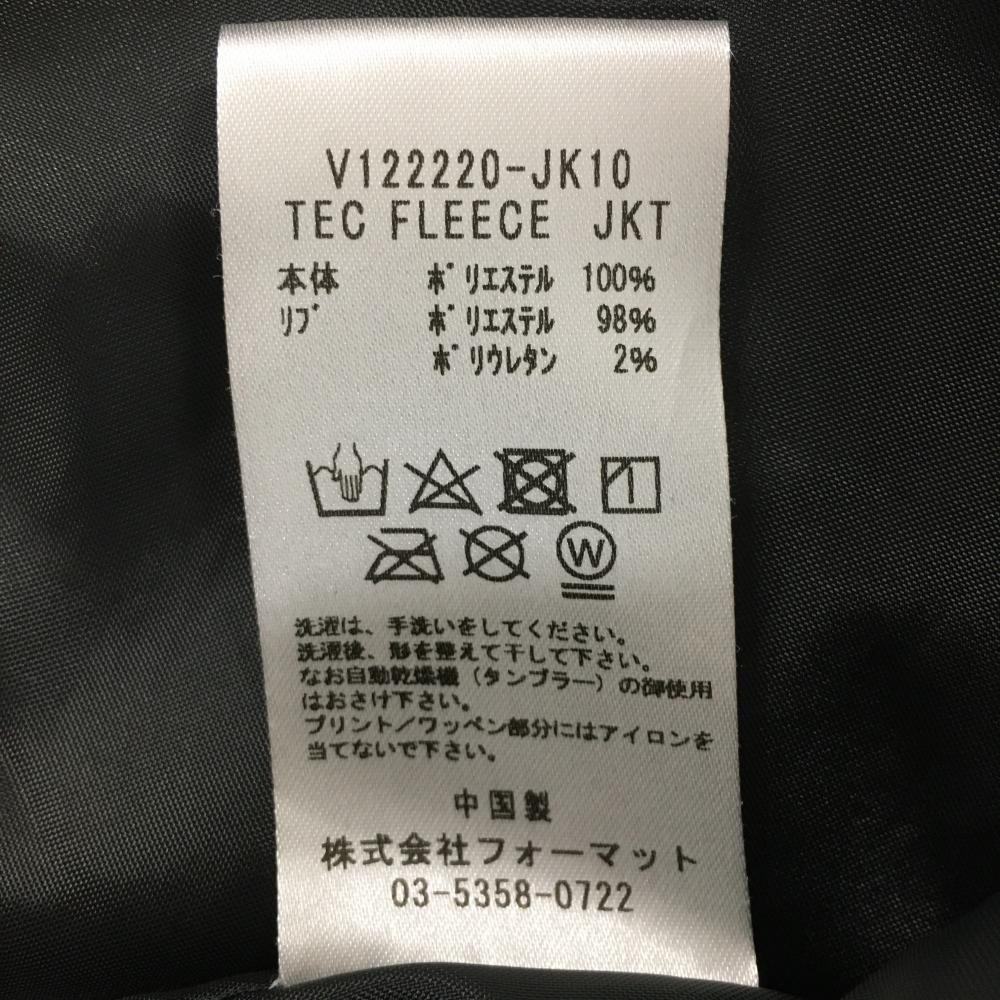 V122220-JK10
TEC FLEECE JKT
本体 ポリエステル 100%
リブ ポリエステル 98%
ポリウレタン 2%
W
洗濯は、手洗いをしてください。
洗濯後、形を整えて干して下さい。
なお自動乾燥機(タンブラー)の御使用
はおさけ下さい。
プリント/ワッペン部分にはアイロンを
当てないで下さい。
中国製
株式会社フォーマット
03-5358-0722